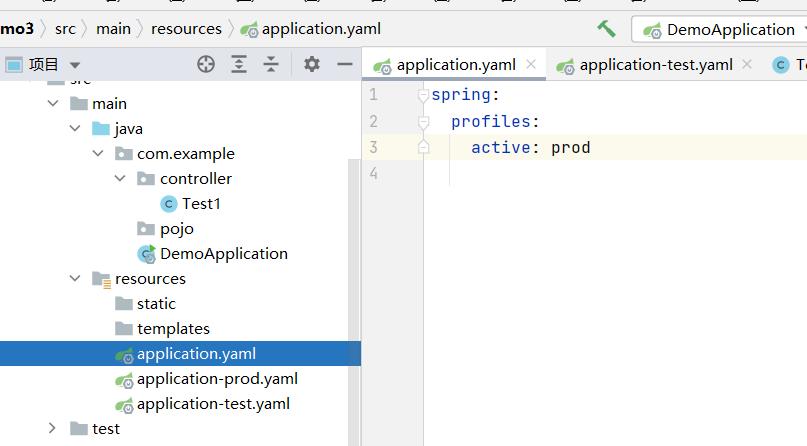 mo3 src main resources application.yaml DemoApplication
项目
application.yaml application-test.yaml
src
main
java
com.example
controller
Test1
pojo
DemoApplication
resources
static
templates
application.yaml
application-prod.yaml
application-test.yaml
test
1 spring:
2 profiles:
3 active: prod
4